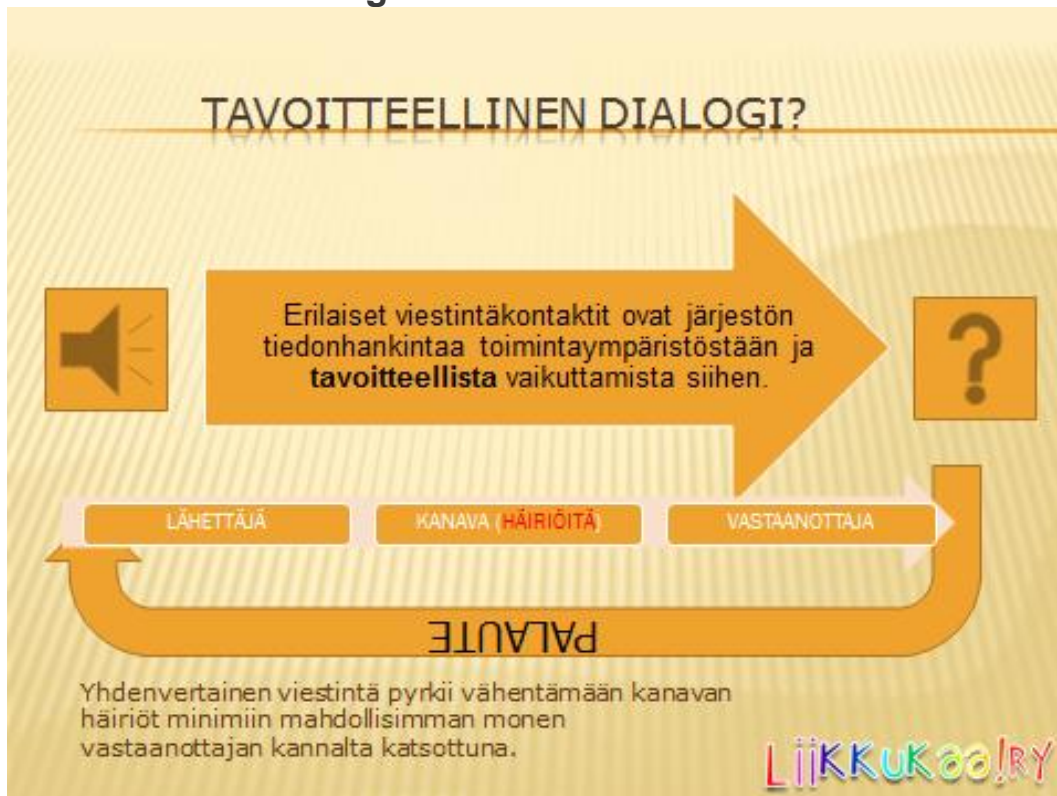 TAVOITTEELLINEN DIALOGI?
Erilaiset viestintäkontaktit ovat järjestön
tiedonhankintaa toimintaympäristöstään ja
tavoitteellista vaikuttamista siihen.
LÄHETTÄJÄ
KANAVA (HÄIRIÖITÄ)
VASTAANOTTAJA
PALAUTE
Yhdenvertainen viestintä pyrkii vähentämään kanavan
häiriöt minimiin mahdollisimman monen
vastaanottajan kannalta katsottuna.
LiiKKuKaa!RY